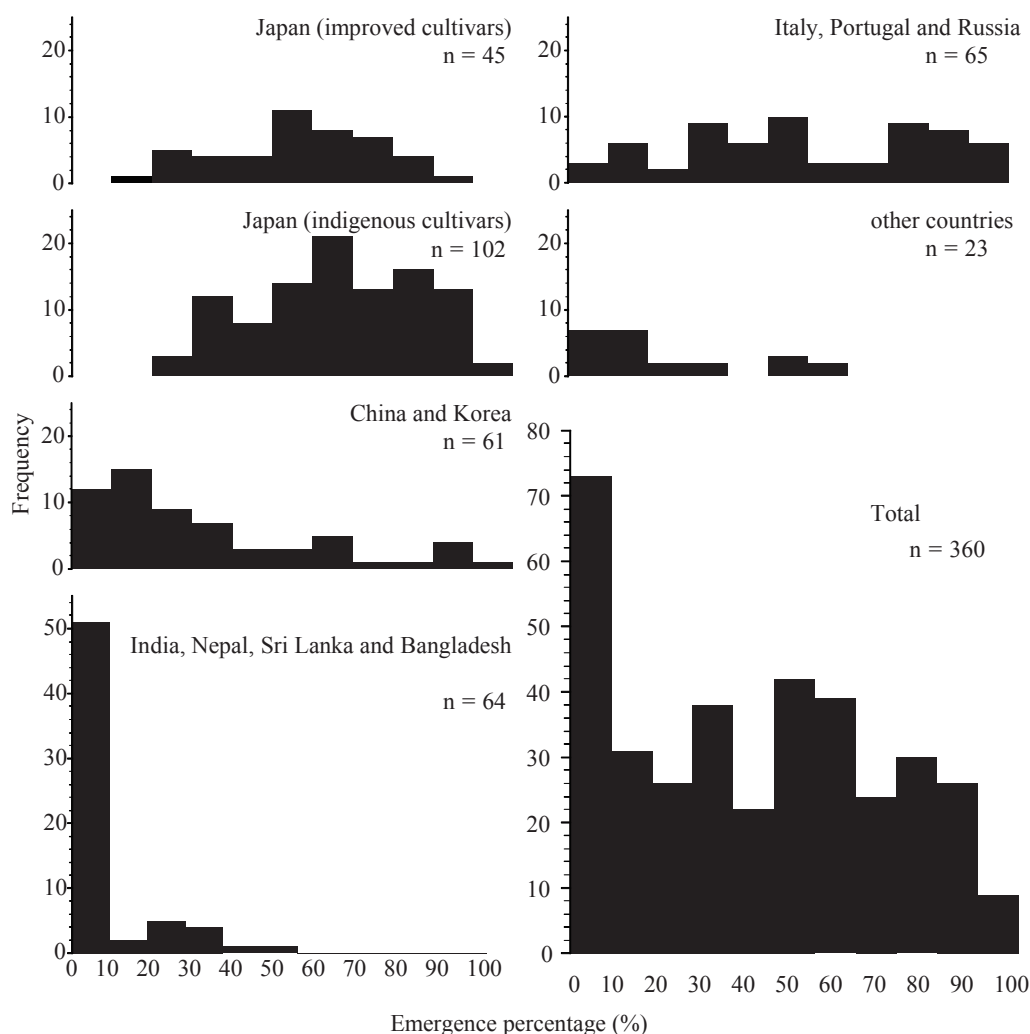 Japan (improved cultivars)
n = 45
20
10
0
Italy, Portugal and Russia
n = 65
20
10
0
Japan (indigenous cultivars)
n = 102
20
10
0
other countries
n = 23
20
10
0
China and Korea
n = 61
20
10
0
Frequency
Total
n = 360
80
70
60
50
40
30
20
10
0
India, Nepal, Sri Lanka and Bangladesh
n = 64
50
40
30
20
10
0
0 10 20 30 40 50 60 70 80 90 100
0 10 20 30 40 50 60 70 80 90 100
Emergence percentage (%)